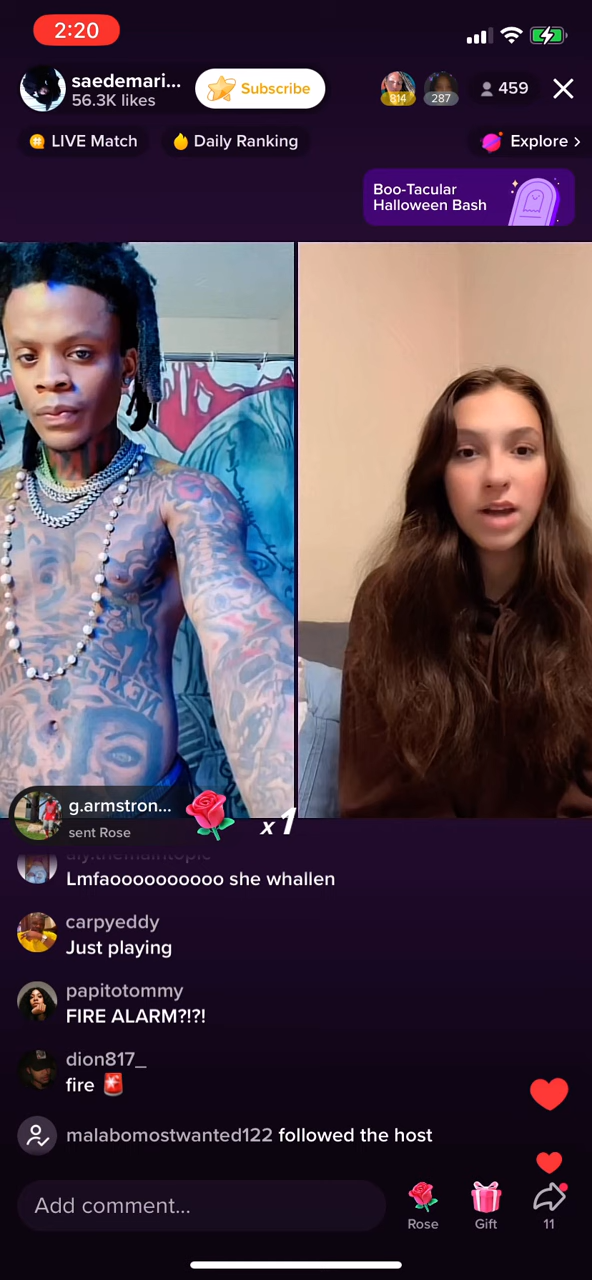 2:20
saedemari...
56.3K likes
Subscribe
814
287
459
LIVE Match
Daily Ranking
Explore >
Boo-Tacular
Halloween Bash
g.armstron...
sent Rose
x1
Lmfaoooooooooo she whallen
carpyeddy
Just playing
papitotommy
FIRE ALARM?!?!
dion817_
fire 🚨
malabomostwanted122 followed the host
Add comment...
Rose
Gift
11